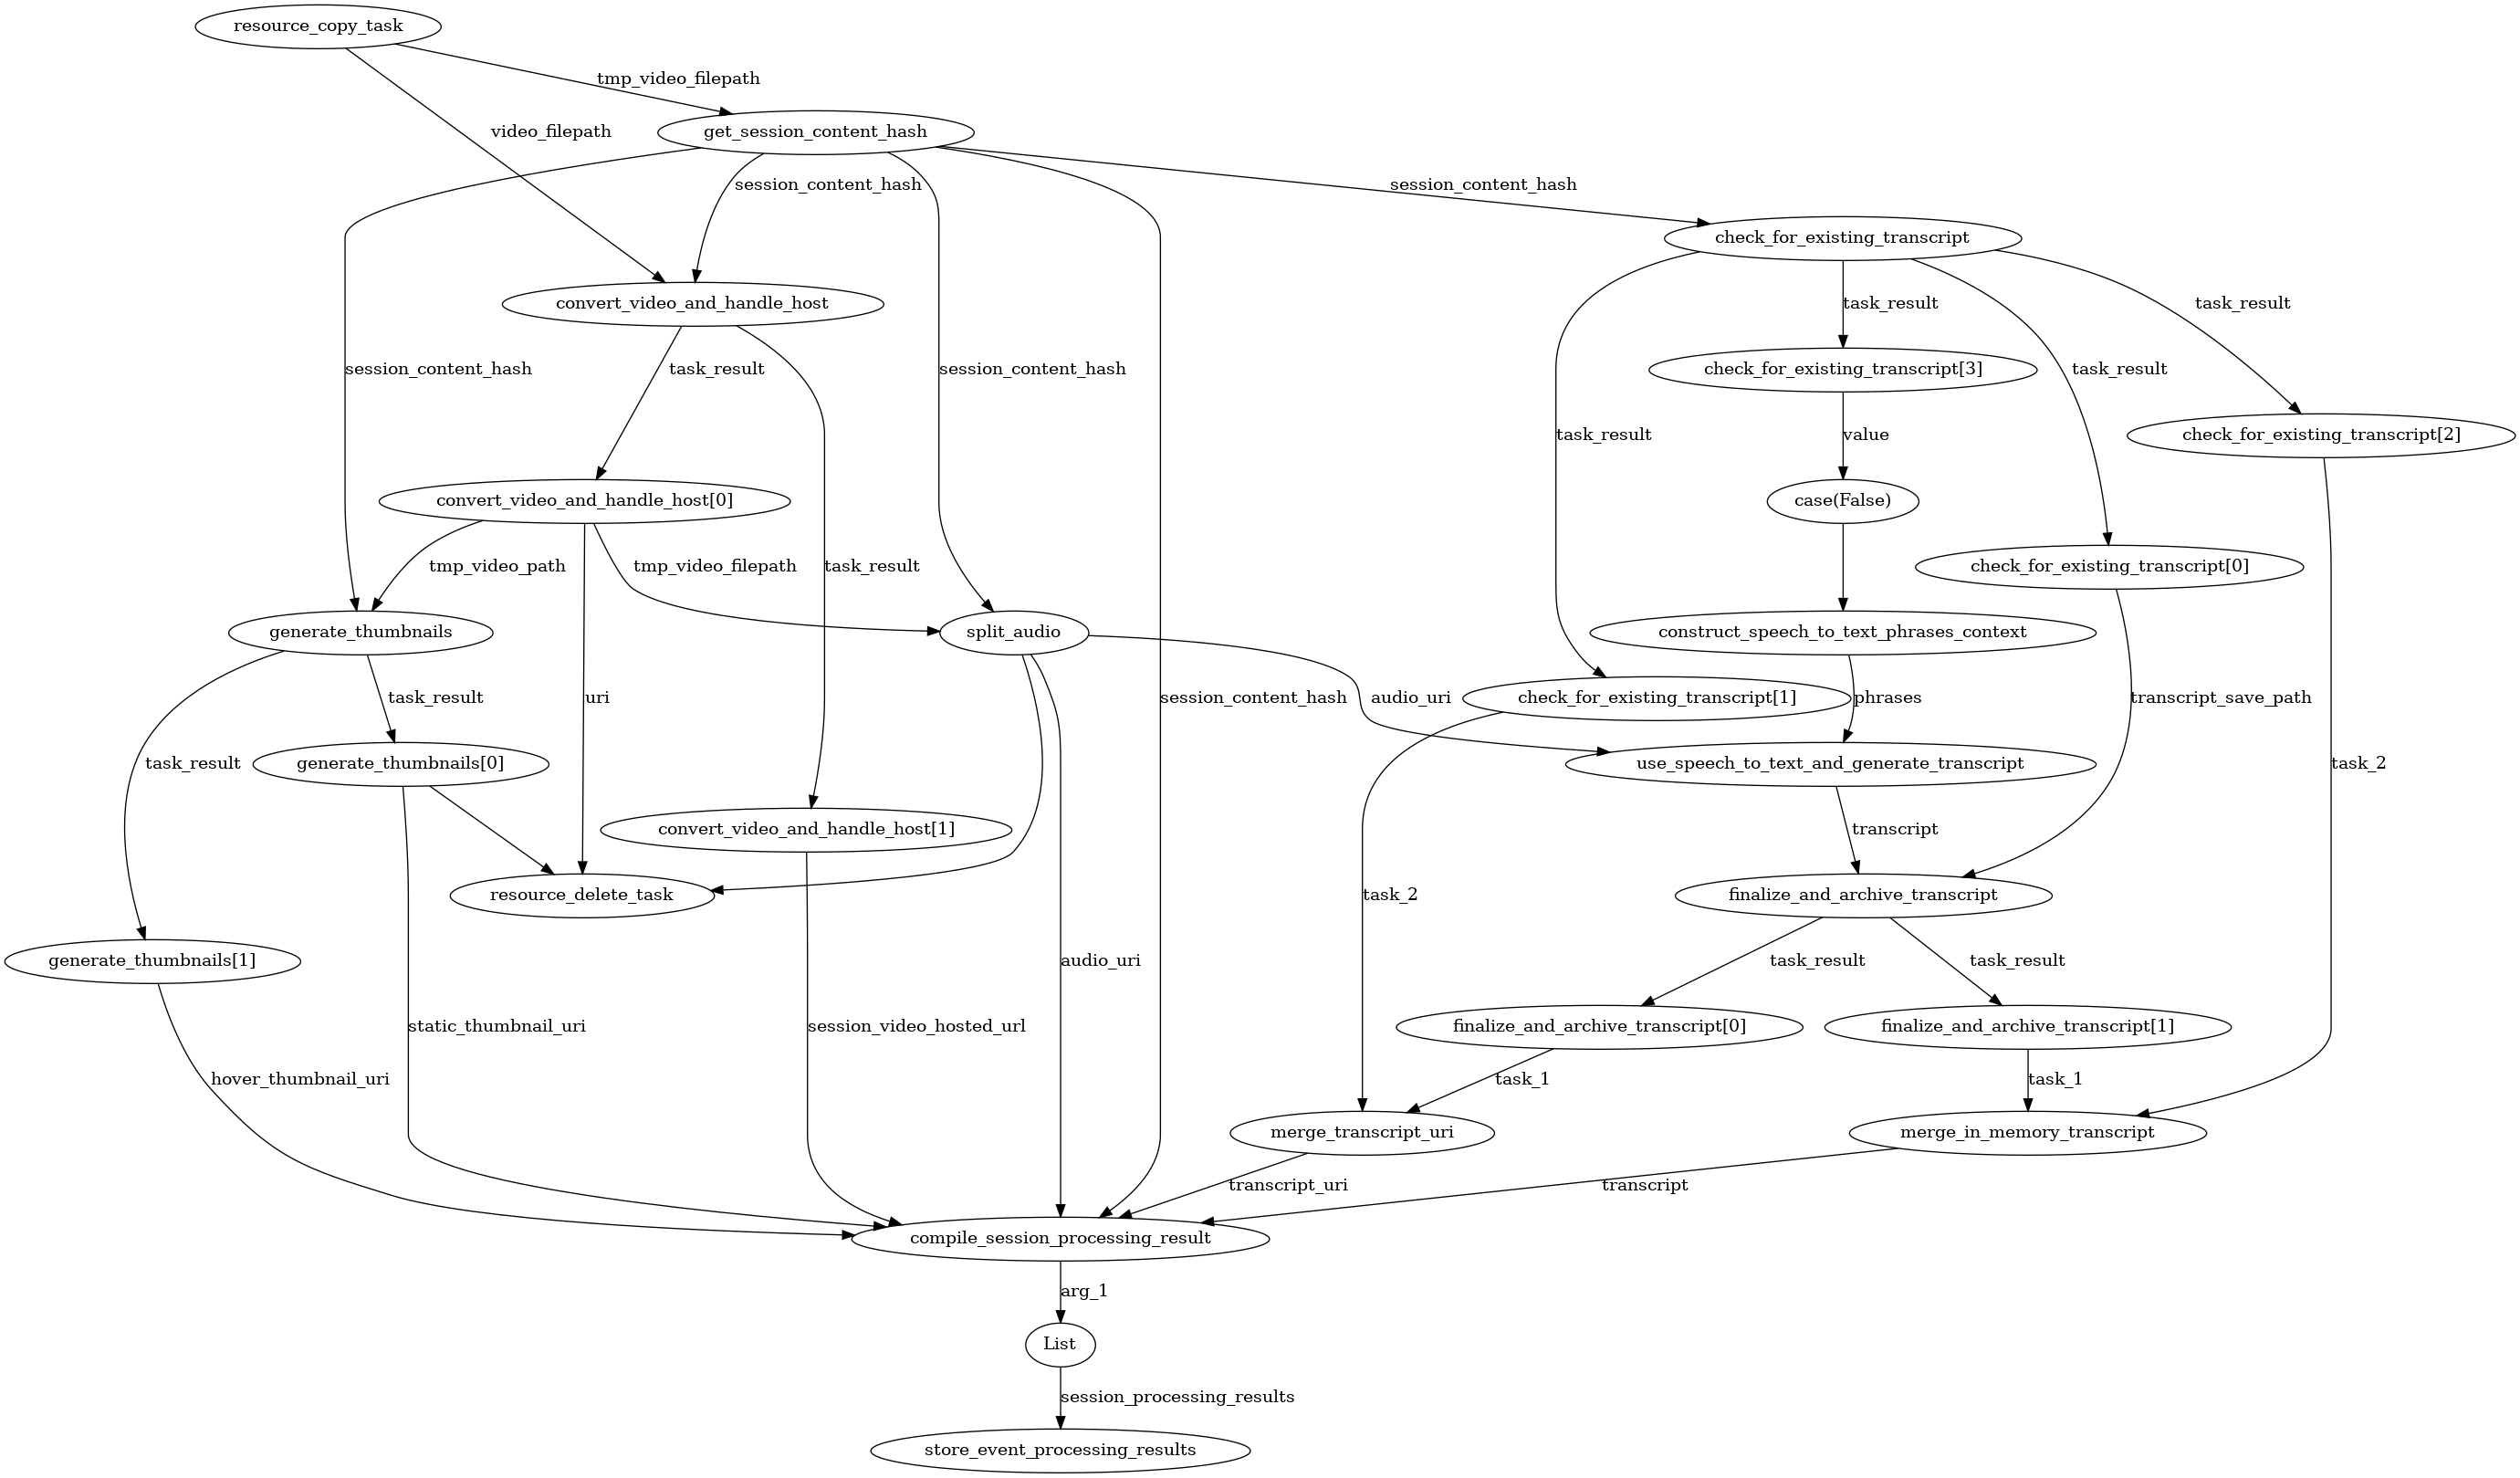 resource_copy_task
tmp_video_filepath
video_filepath
get_session_content_hash
session_content_hash
session_content_hash
check_for_existing_transcript
convert_video_and_handle_host
task_result
task_result
session_content_hash
task_result
session_content_hash
check_for_existing_transcript[3]
task_result
task_result
value
check_for_existing_transcript[2]
convert_video_and_handle_host[0]
case(False)
tmp_video_path
tmp_video_filepath
task_result
check_for_existing_transcript[0]
generate_thumbnails
split_audio
construct_speech_to_text_phrases_context
task_result
uri
session_content_hash
audio_uri
check_for_existing_transcript[1]
phrases
transcript_save_path
task_result
generate_thumbnails[0]
use_speech_to_text_and_generate_transcript
task_2
convert_video_and_handle_host[1]
transcript
resource_delete_task
task_2
finalize_and_archive_transcript
generate_thumbnails[1]
audio_uri
task_result
task_result
static_thumbnail_uri
session_video_hosted_url
finalize_and_archive_transcript[0]
finalize_and_archive_transcript[1]
hover_thumbnail_uri
task_1
task_1
merge_transcript_uri
merge_in_memory_transcript
transcript_uri
transcript
compile_session_processing_result
arg_1
List
session_processing_results
store_event_processing_results